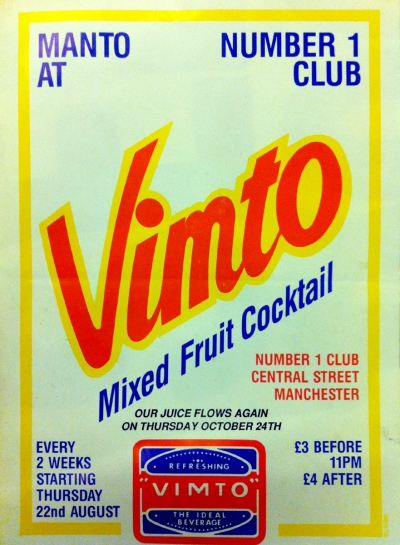 MANTO
AT
NUMBER 1
CLUB
Vimto
Mixed Fruit Cocktail
NUMBER 1 CLUB
CENTRAL STREET
MANCHESTER
OUR JUICE FLOWS AGAIN
ON THURSDAY OCTOBER 24TH
EVERY
2 WEEKS
STARTING
THURSDAY
22nd AUGUST
REFRESHING
"VIMTO"
THE IDEAL
BEVERAGE
£3 BEFORE
11PM
£4 AFTER